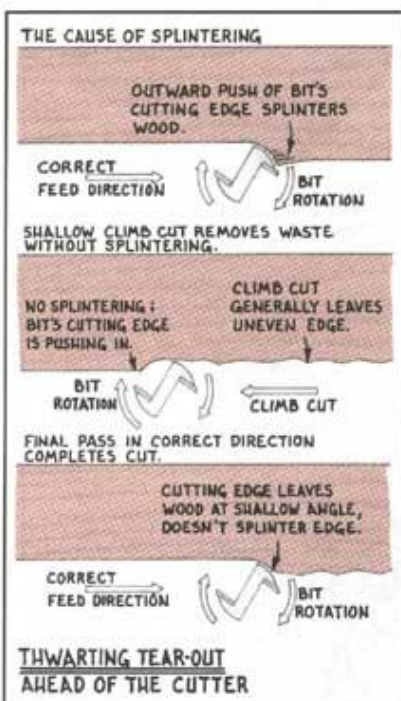 THE CAUSE OF SPLINTERING
OUTWARD PUSH OF BIT'S
CUTTING EDGE SPLINTERS
WOOD.
CORRECT
FEED DIRECTION
BIT
ROTATION
SHALLOW CLIMB CUT REMOVES WASTE
WITHOUT SPLINTERING.
NO SPLINTERING:
BIT'S CUTTING EDGE
IS PUSHING IN.
CLIMB CUT
GENERALLY LEAVES
UNEVEN EDGE.
BIT
ROTATION
CLIMB CUT
FINAL PASS IN CORRECT DIRECTION
COMPLETES CUT.
CUTTING EDGE LEAVES
WOOD AT SHALLOW ANGLE,
DOESN'T SPLINTER EDGE.
CORRECT
FEED DIRECTION
BIT
ROTATION
THWARTING TEAR-OUT
AHEAD OF THE CUTTER